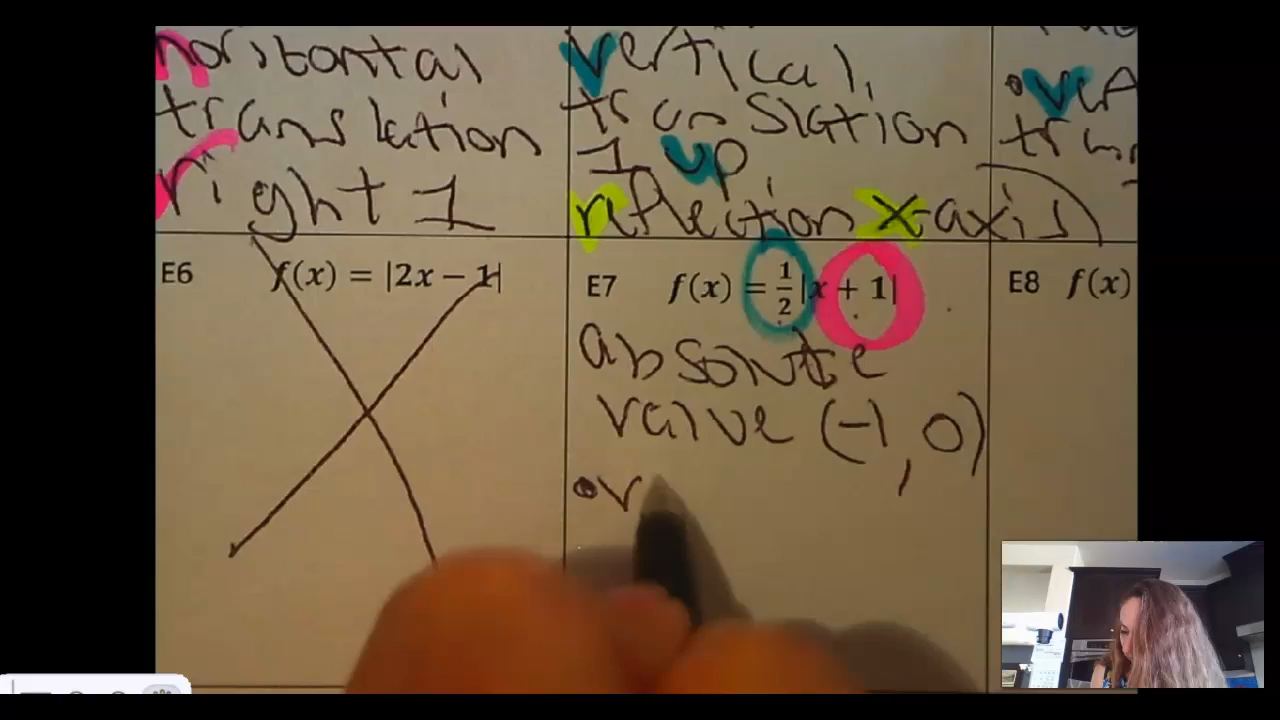 horizontal
translation
right 1
vertical
translation
1 up
reflection x-axis
E6 f(x) = |2x − 1|
E7 f(x) = 1/2|x + 1|
absolute
value (-1, 0)
•v
E8 f(x)